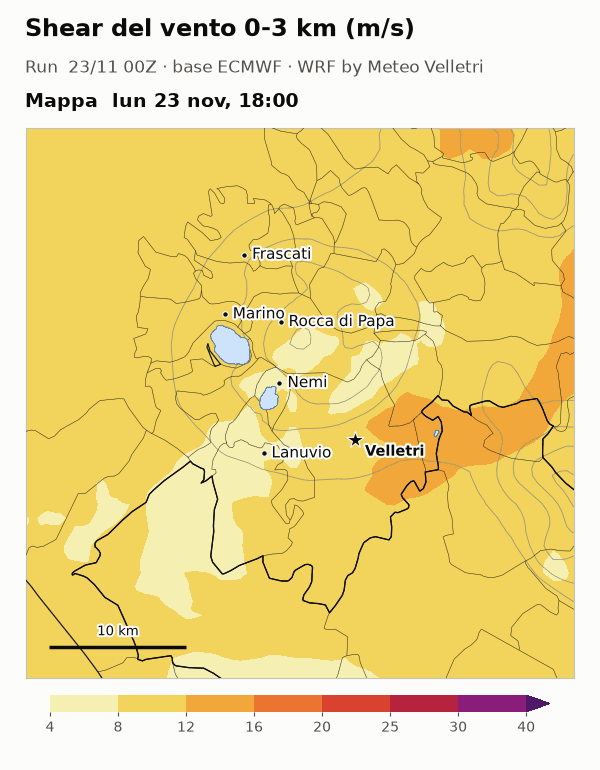 Shear del vento 0-3 km (m/s)
Run  23/11 00Z · base ECMWF · WRF by Meteo Velletri
Mappa  lun 23 nov, 18:00
Frascati
Marino
Rocca di Papa
Nemi
Velletri
Lanuvio
10 km
4 8 12 16 20 25 30 40